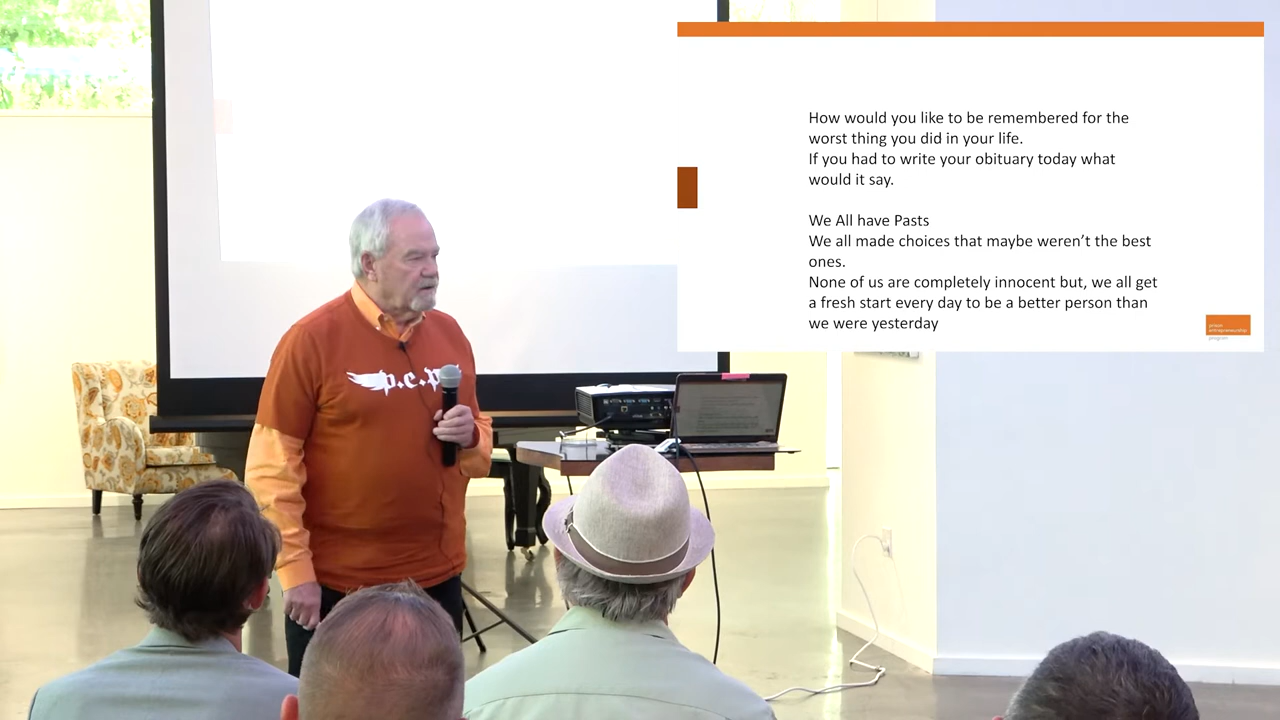 How would you like to be remembered for the
worst thing you did in your life.
If you had to write your obituary today what
would it say.
We All have Pasts
We all made choices that maybe weren't the best
ones.
None of us are completely innocent but, we all get
a fresh start every day to be a better person than
we were yesterday
prison
entrepreneurship
program
p.e.p